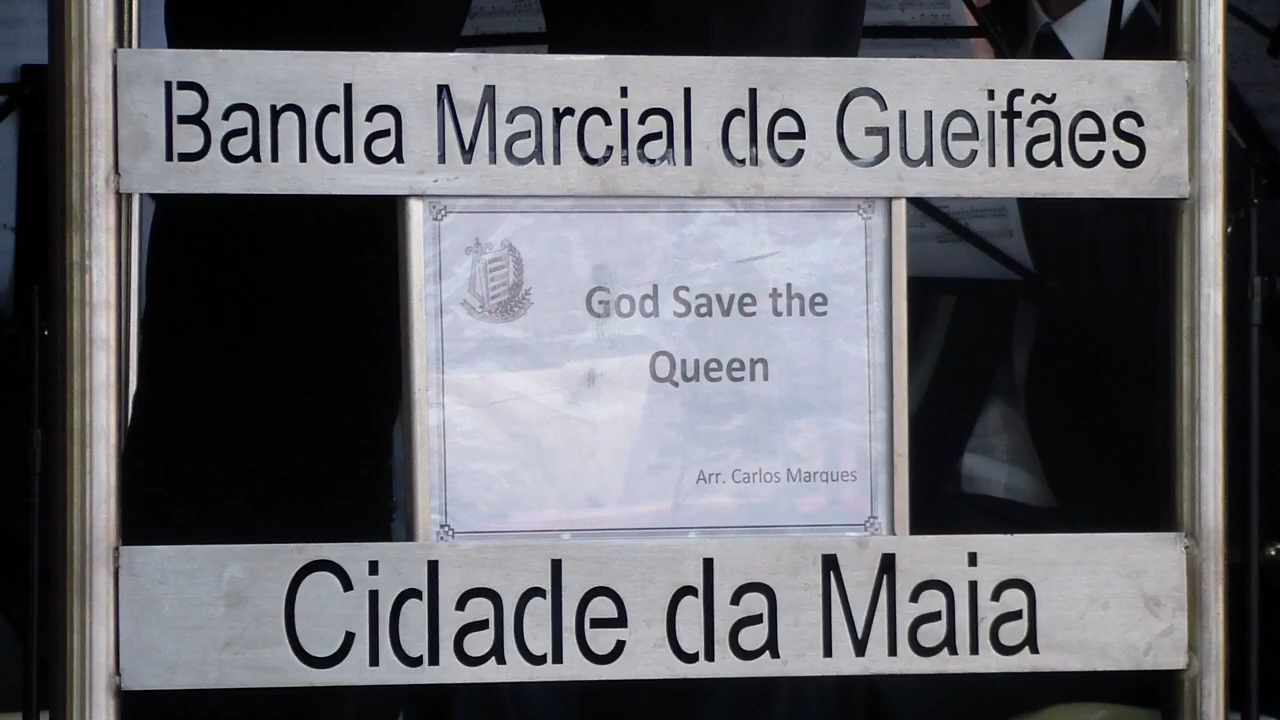 Banda Marcial de Gueifães
God Save the
Queen
Arr. Carlos Marques
Cidade da Maia